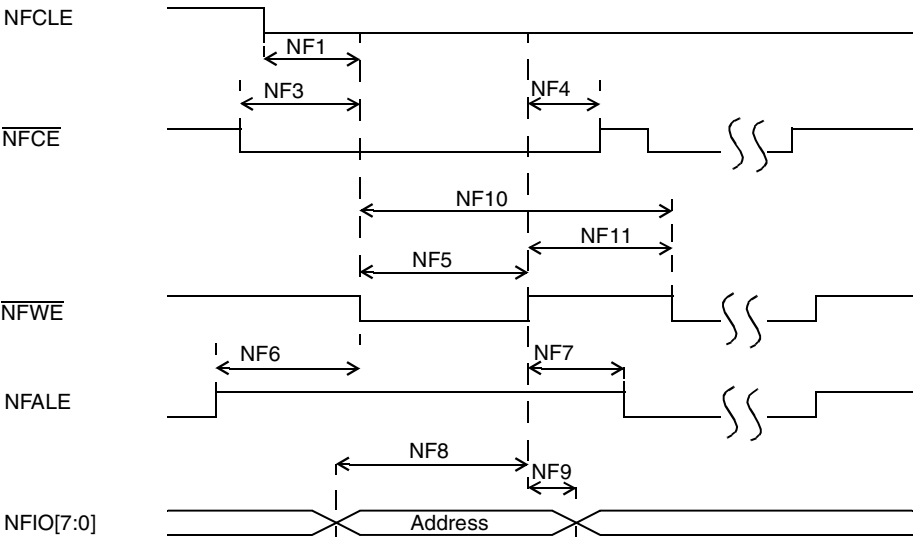 NFCLE
NF1
NF3
NF4
NFCE
NF10
NF11
NF5
NFWE
NF6
NF7
NFALE
NF8
NF9
NFIO[7:0]
Address